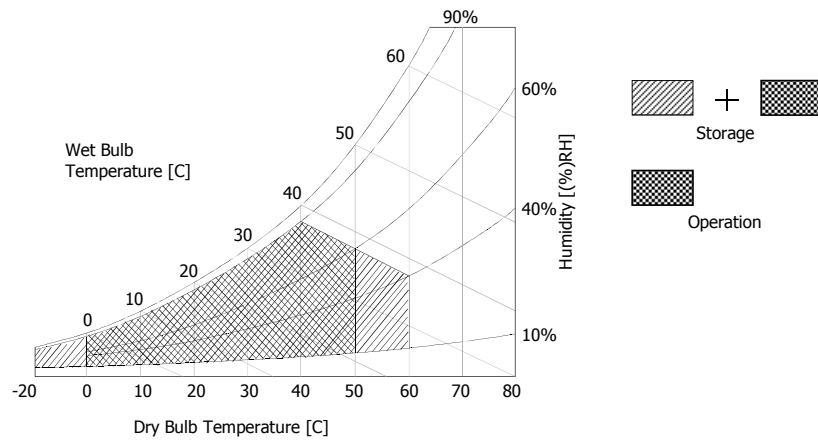 90%
60
60%
50
Wet Bulb
Temperature [C]
Storage
40
40%
Humidity [(%)RH]
30
Operation
20
10
0
10%
-20 0 10 20 30 40 50 60 70 80
Dry Bulb Temperature [C]